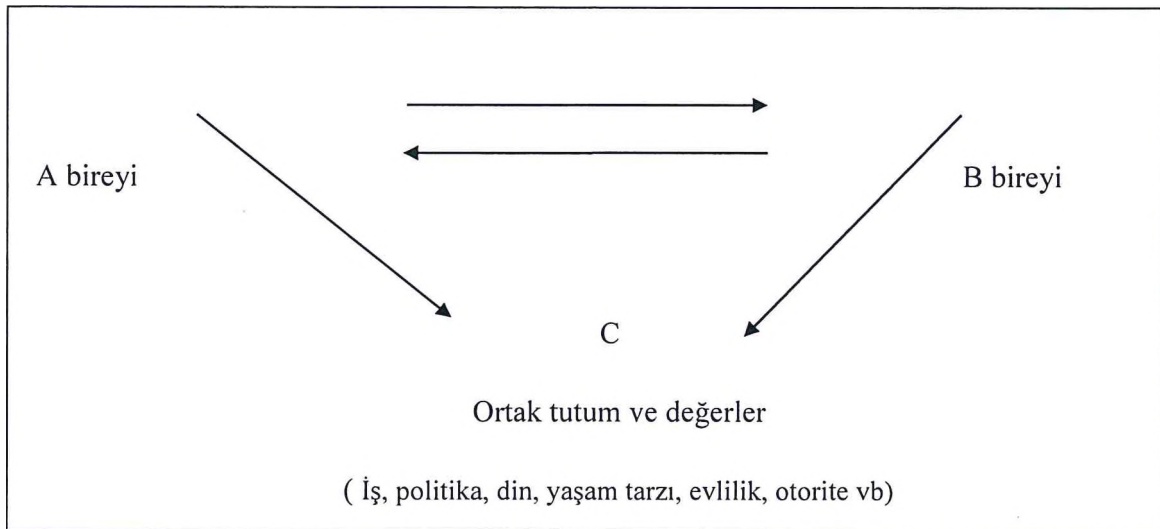 A bireyi
B bireyi
C
Ortak tutum ve değerler
( İş, politika, din, yaşam tarzı, evlilik, otorite vb)